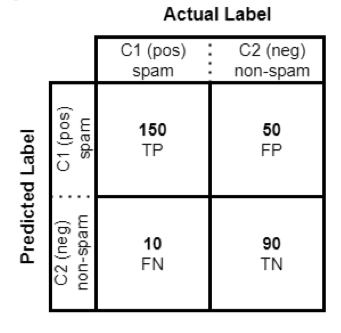 Actual Label
C1 (pos)
spam
C2 (neg)
non-spam
Predicted Label
C1 (pos)
spam
150
TP
50
FP
C2 (neg)
non-spam
10
FN
90
TN